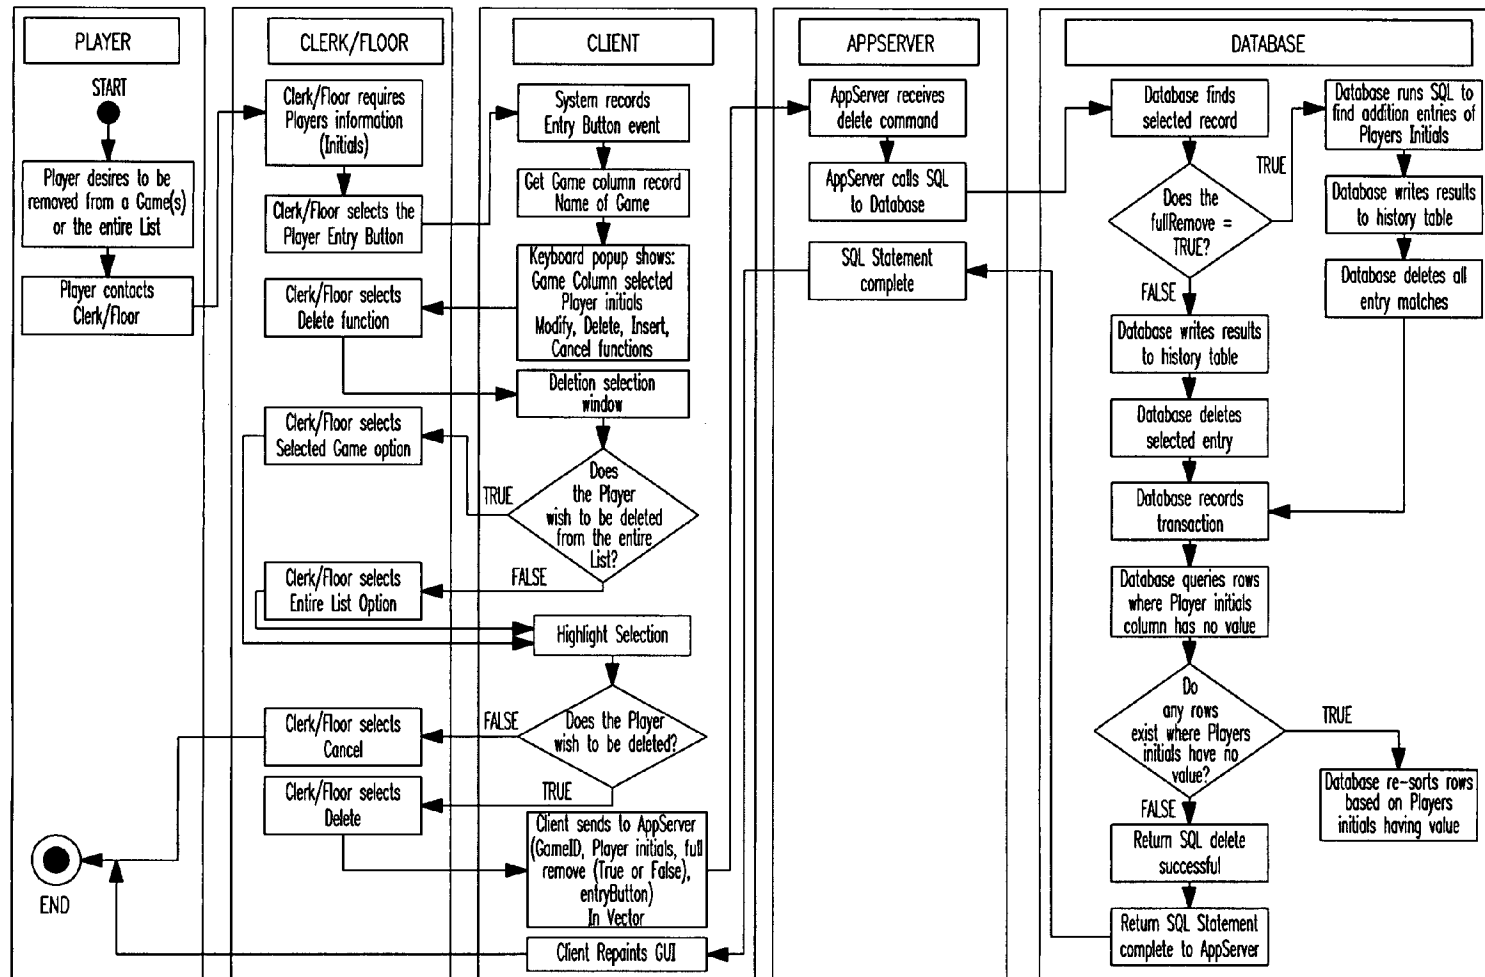 PLAYER
START
Player desires to be
removed from a Game(s)
or the entire List
Player contacts
Clerk/Floor
END
CLERK/FLOOR
Clerk/Floor requires
Players information
(Initials)
Clerk/Floor selects the
Player Entry Button
Clerk/Floor selects
Delete function
Clerk/Floor selects
Selected Game option
Clerk/Floor selects
Entire List Option
Clerk/Floor selects
Cancel
Clerk/Floor selects
Delete
CLIENT
System records
Entry Button event
Get Game column record
Name of Game
Keyboard popup shows:
Game Column selected
Player initials
Modify, Delete, Insert,
Cancel functions
Deletion selection
window
Does
the Player
wish to be deleted
from the entire
List?
TRUE
FALSE
Highlight Selection
Does the Player
wish to be deleted?
FALSE
TRUE
Client sends to AppServer
(GameID, Player initials, full
remove (True or False),
entryButton)
In Vector
Client Repaints GUI
APPSERVER
AppServer receives
delete command
AppServer calls SQL
to Database
SQL Statement
complete
DATABASE
Database finds
selected record
Does the
fullRemove =
TRUE?
TRUE
FALSE
Database runs SQL to
find addition entries of
Players Initials
Database writes results
to history table
Database deletes all
entry matches
Database writes results
to history table
Database deletes
selected entry
Database records
transaction
Database queries rows
where Player initials
column has no value
Do
any rows
exist where Players
initials have no
value?
TRUE
FALSE
Database re-sorts rows
based on Players
initials having value
Return SQL delete
successful
Return SQL Statement
complete to AppServer